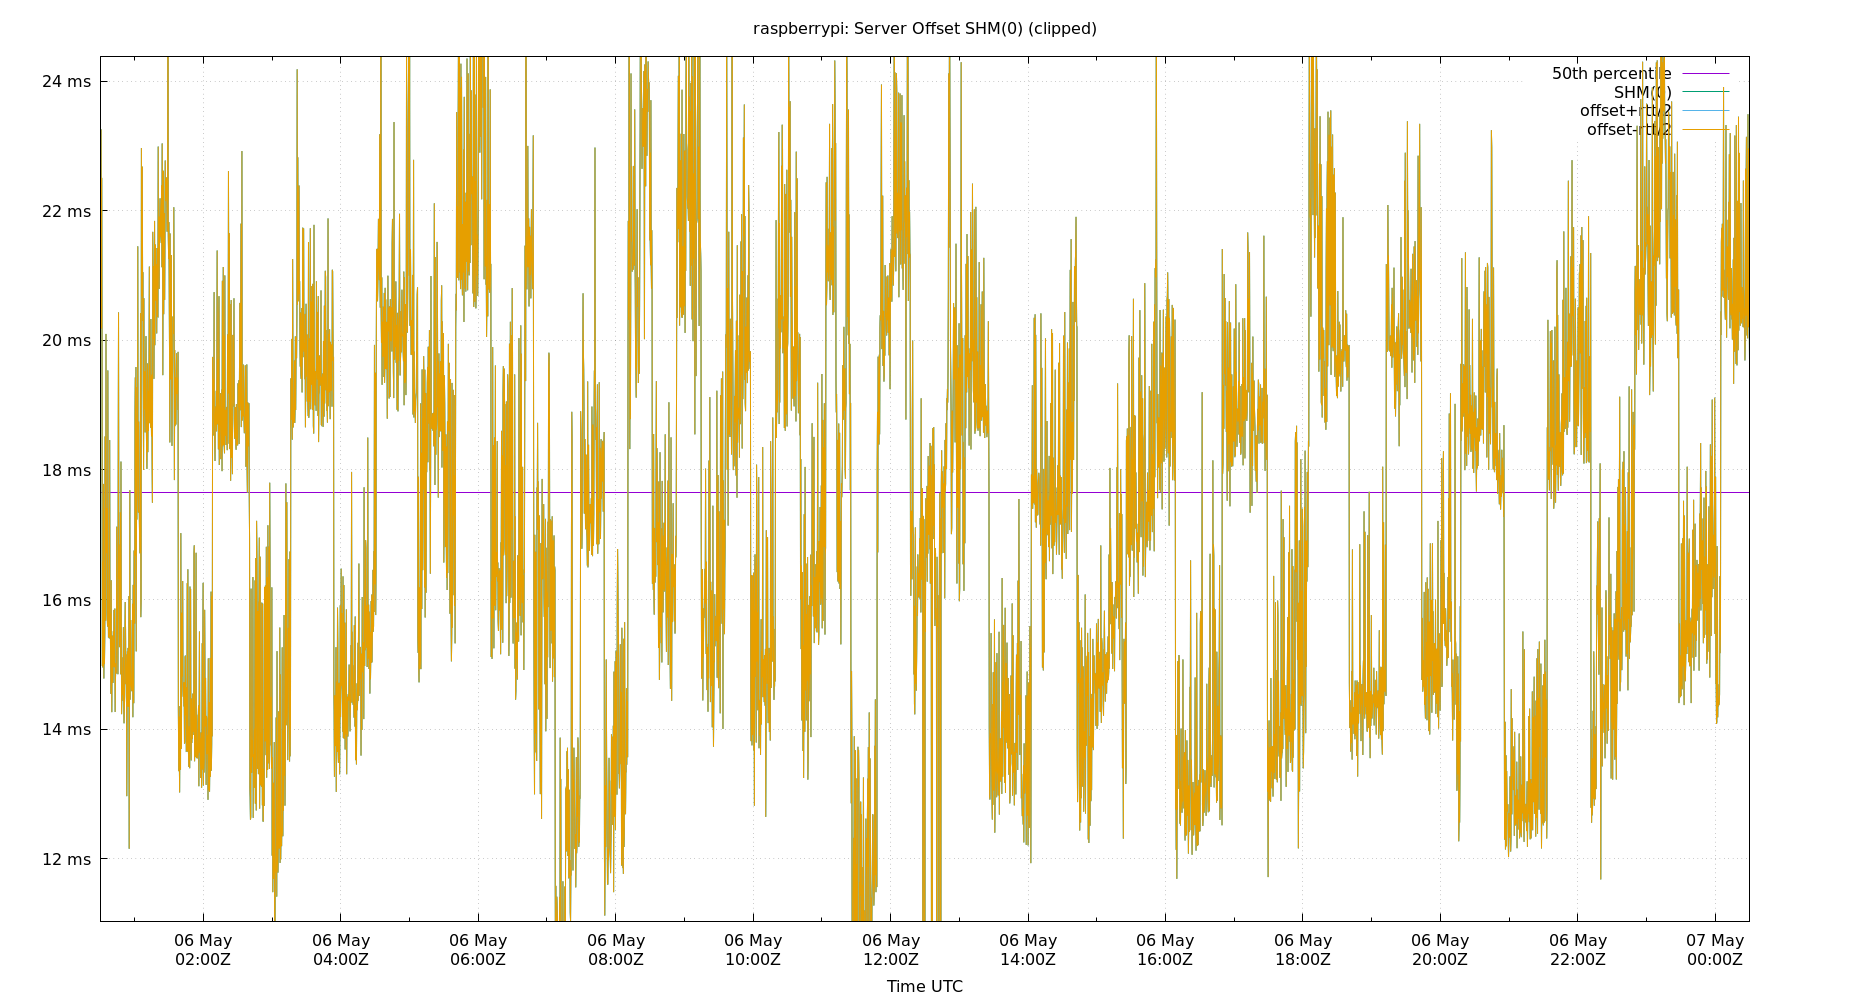 raspberrypi: Server Offset SHM(0) (clipped)
24 ms
22 ms
20 ms
18 ms
16 ms
14 ms
12 ms
50th percentile
SHM(0)
offset+rtt/2
offset-rtt/2
06 May 06 May 06 May 06 May 06 May 06 May 06 May 06 May 06 May 06 May 06 May 07 May
02:00Z 04:00Z 06:00Z 08:00Z 10:00Z 12:00Z 14:00Z 16:00Z 18:00Z 20:00Z 22:00Z 00:00Z
Time UTC